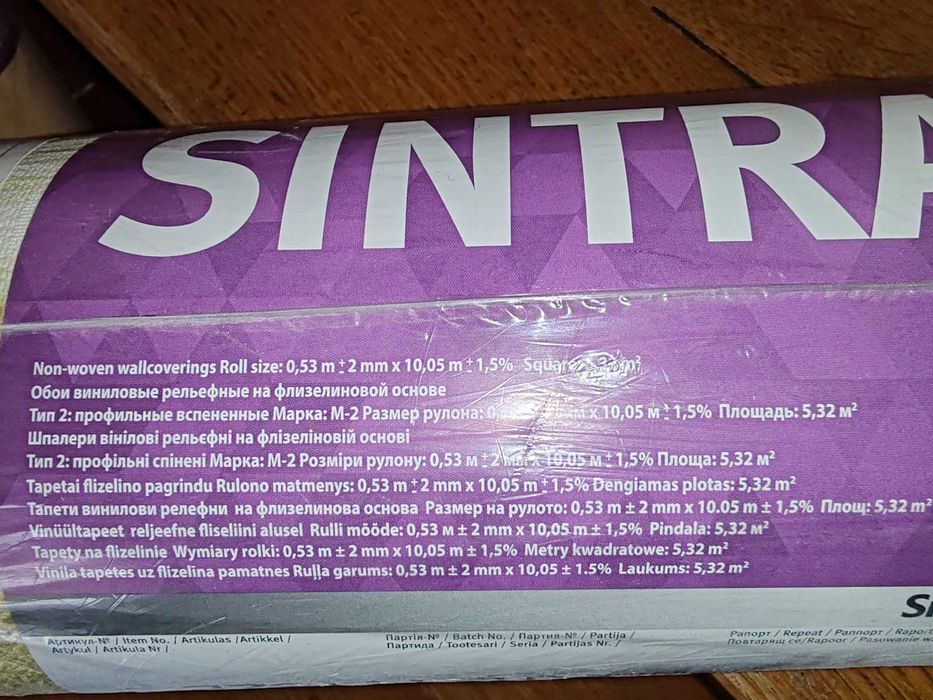 SINTRA
Non-woven wallcoverings Roll size: 0,53 m ± 2 mm x 10,05 m ± 1,5% m²
Обои виниловые рельефные на флизелиновой основе
Тип 2: профильные вспененные Марка: М-2 Размер рулона: x 10,05 м ± 1,5% Площадь: 5,32 м²
Шпалери вінілові рельєфні на флізеліновій основі
Тип 2: профільні спінені Марка: М-2 Розміри рулону: 0,53 м ± 2 мм x 10,05 м ± 1,5% Площа: 5,32 м²
Tapetai flizelino pagrindu Rulono matmenys: 0,53 m ± 2 mm x 10,05 m ± 1,5% Dengiamas plotas: 5,32 m²
Тапети винилови релефни на флизелинова основа Размер на рулото: 0,53 m ± 2 mm x 10.05 m ± 1,5% Площ: 5,32 m²
Vinüültapeet reljeefne fliseliini alusel Rulli mõõde: 0,53 м ± 2 mm x 10,05 m ± 1,5% Pindala: 5,32 м²
Tapety na flizelinie Wymiary rolki: 0,53 m ± 2 mm x 10,05 m ± 1,5% Metry kwadratowe: 5,32 m²
Vinila tapetes uz flizelina pamatnes Ruļļa garums: 0,53 m ± 2 mm x 10,05 ± 1.5% Laukums: 5,32 m²
Артикул-№ / Item No. / Artikulas /Artikkel /
Artykuł / Artikula Nr /
Партія-№ / Batch No. / Партия-№ / Partija /
Партида / Tootesari / Seria / Partijas Nr. /
Рапорт / Repeat / Раппорт /
Повтарящ се/Rapoor /